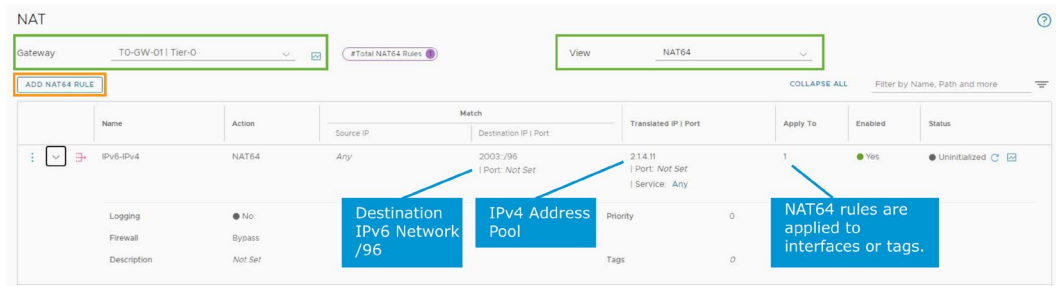 NAT
Gateway T0-GW-01 | Tier-0 #Total NAT64 Rules 1 View NAT64
ADD NAT64 RULE COLLAPSE ALL Filter by Name, Path and more
Name Action Match Translated IP | Port Apply To Enabled Status
Source IP Destination IP | Port
IPv6-IPv4 NAT64 Any 2003::/96 2.1.4.11 1 Yes Uninitialized
| Port: Not Set | Port: Not Set
| Service: Any
Destination
IPv6 Network
/96
IPv4 Address
Pool
NAT64 rules are
applied to
interfaces or tags.
Logging No Priority 0
Firewall Bypass
Description Not Set Tags 0